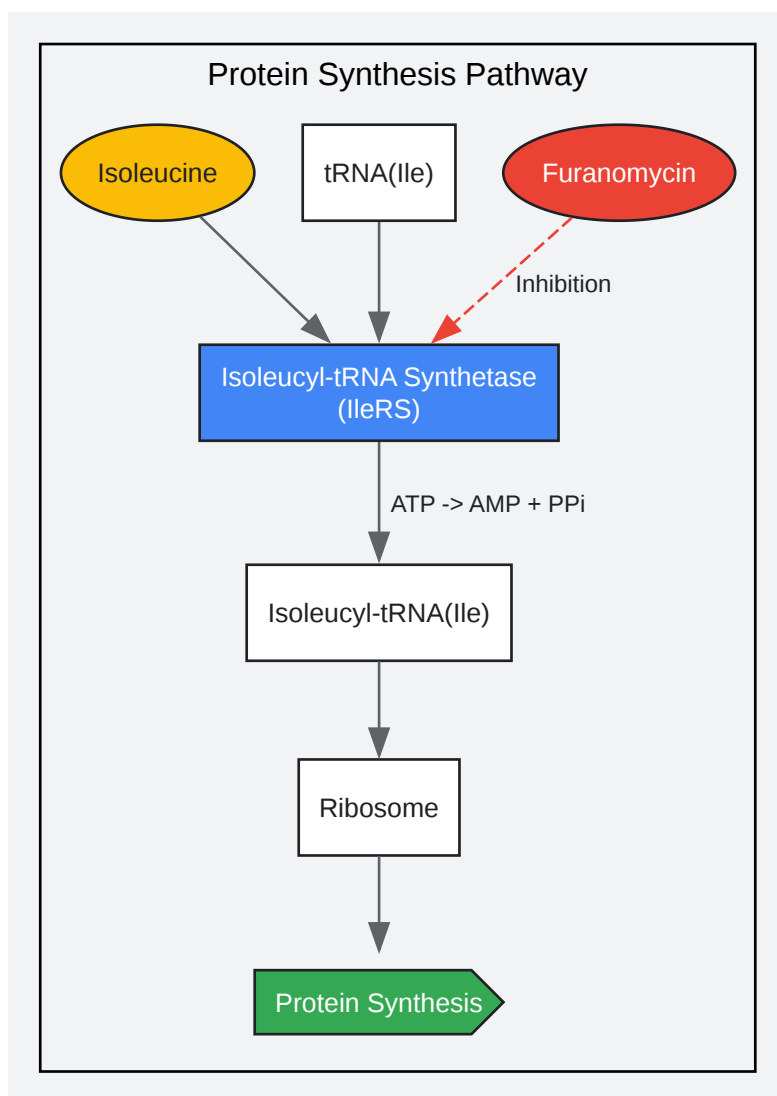 Protein Synthesis Pathway
Isoleucine
tRNA(Ile)
Furanomycin
Inhibition
Isoleucyl-tRNA Synthetase
(IleRS)
ATP -> AMP + PPi
Isoleucyl-tRNA(Ile)
Ribosome
Protein Synthesis